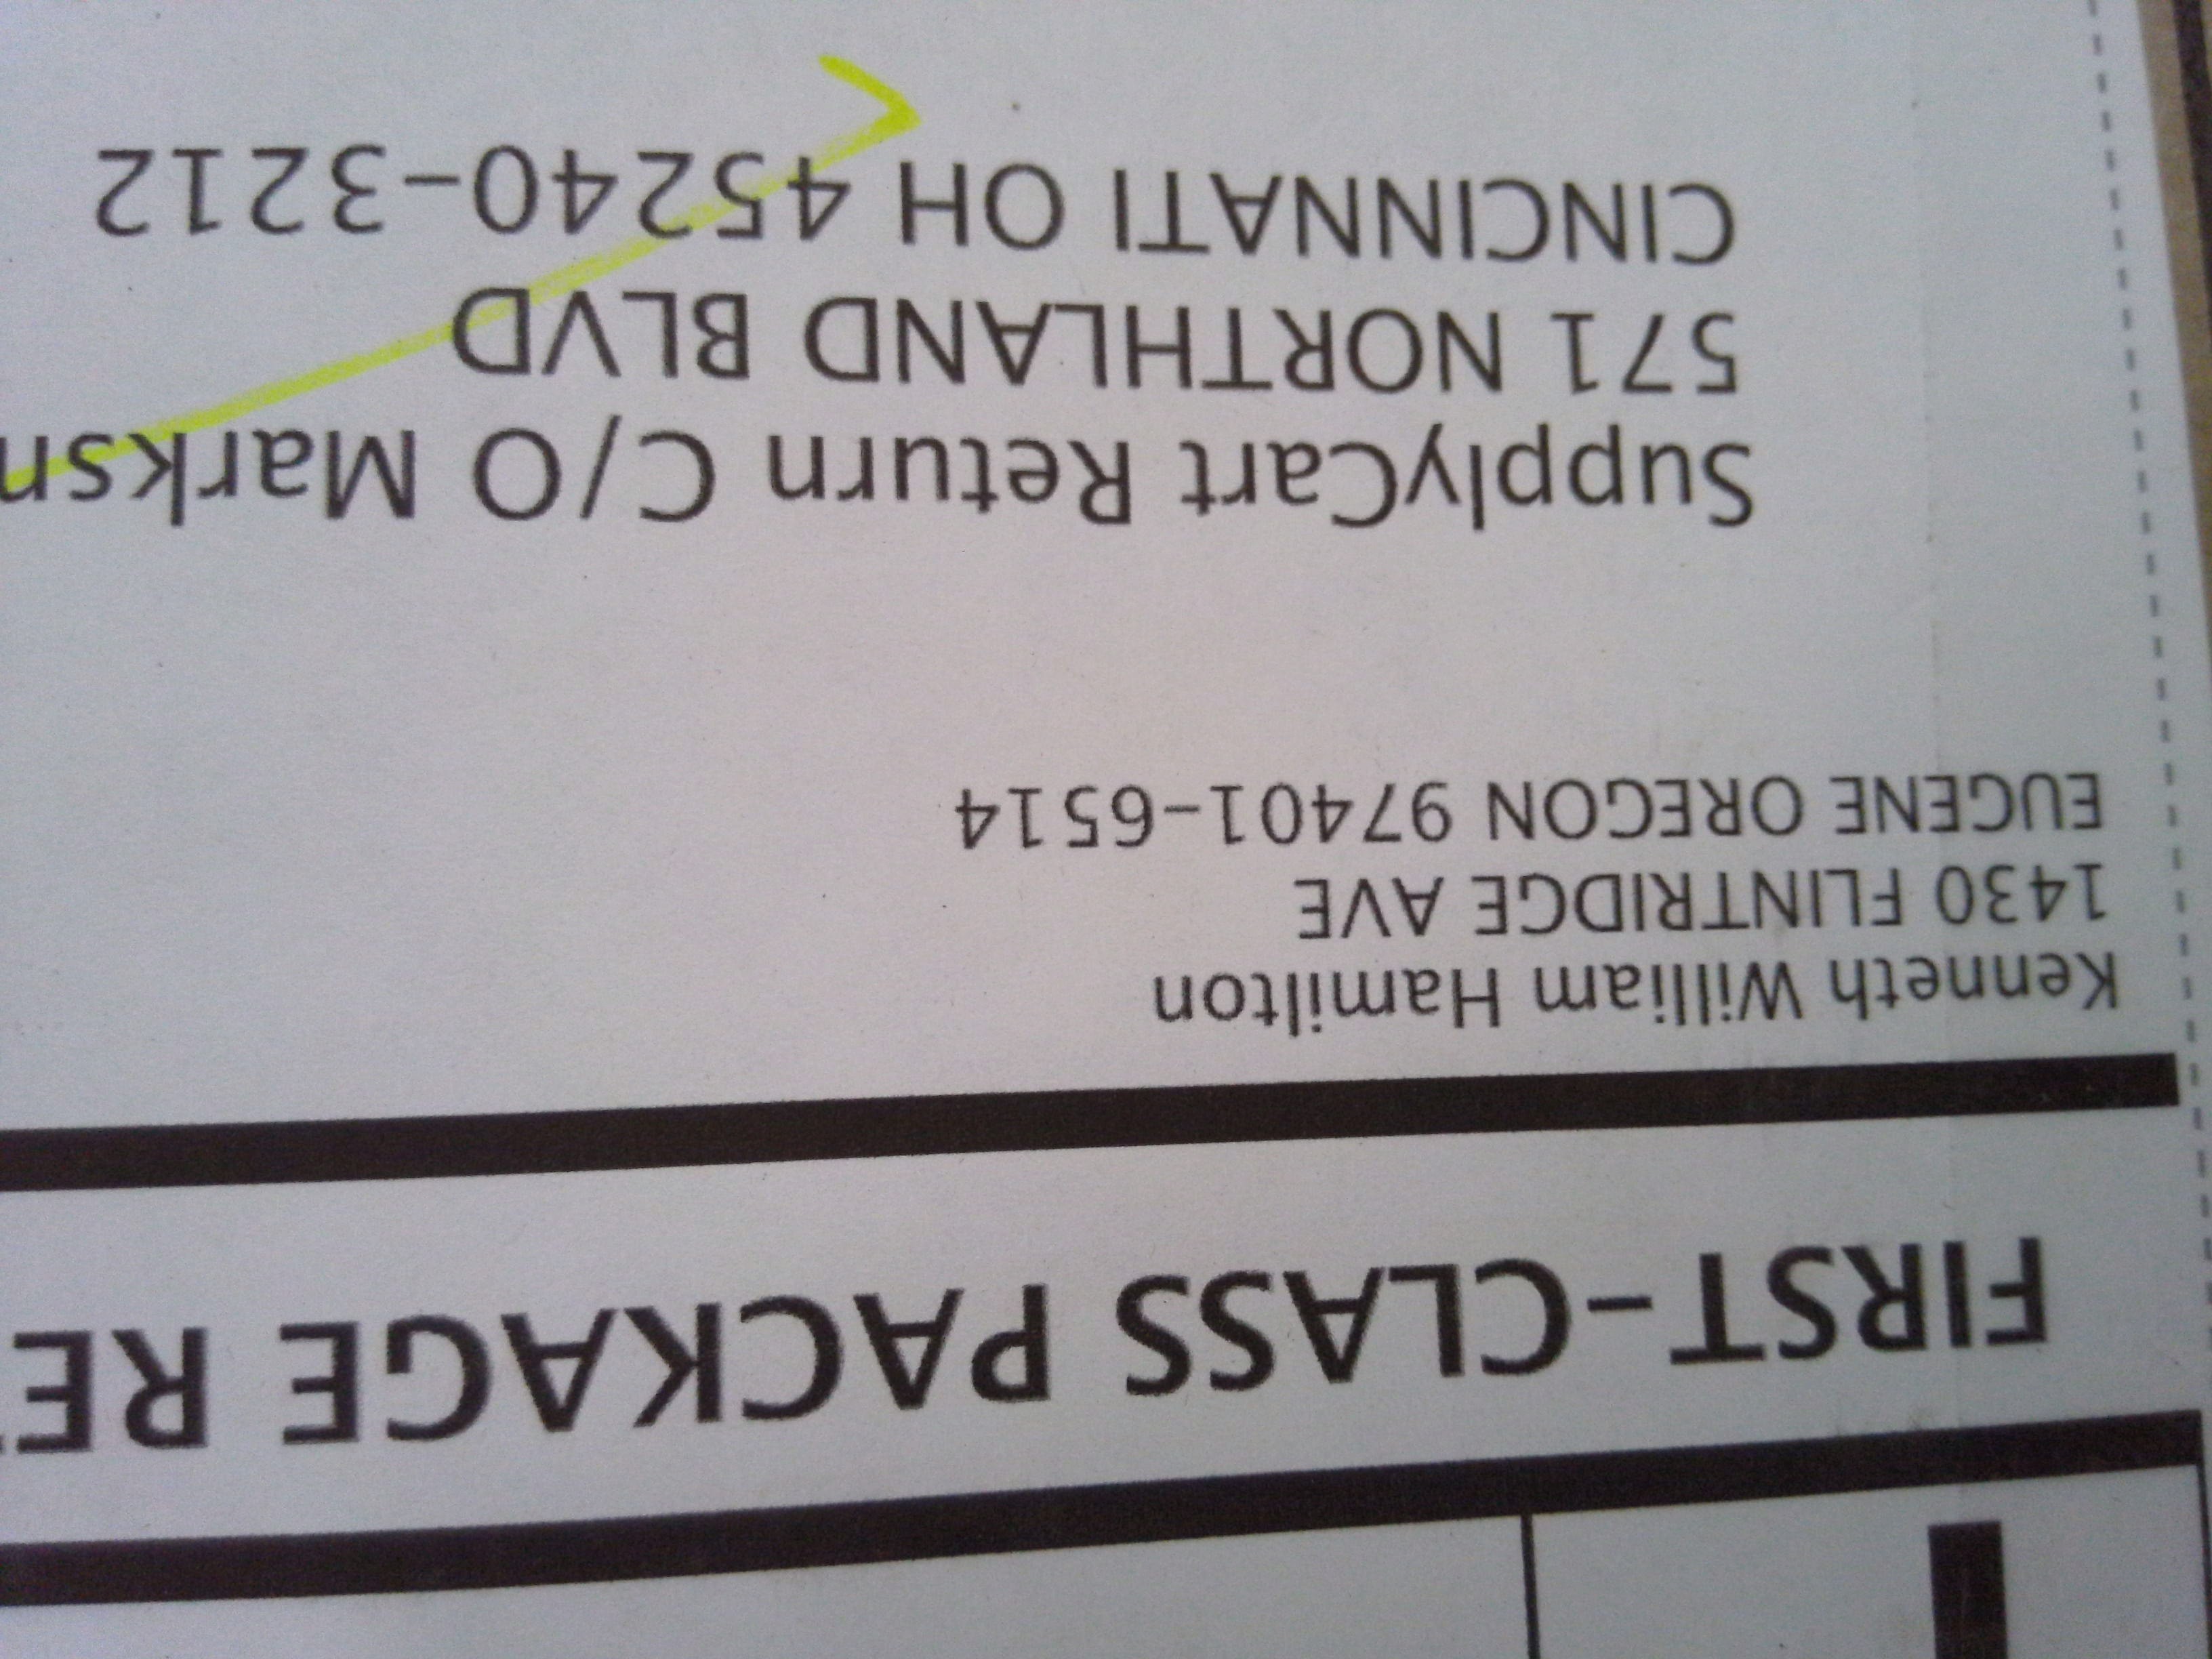 FIRST-CLASS PACKAGE
Kenneth William Hamilton
1430 FLINTRIDGE AVE
EUGENE OREGON 97401-6514
SupplyCart Return C/O
571 NORTHLAND BLVD
CINCINNATI OH 45240-3212